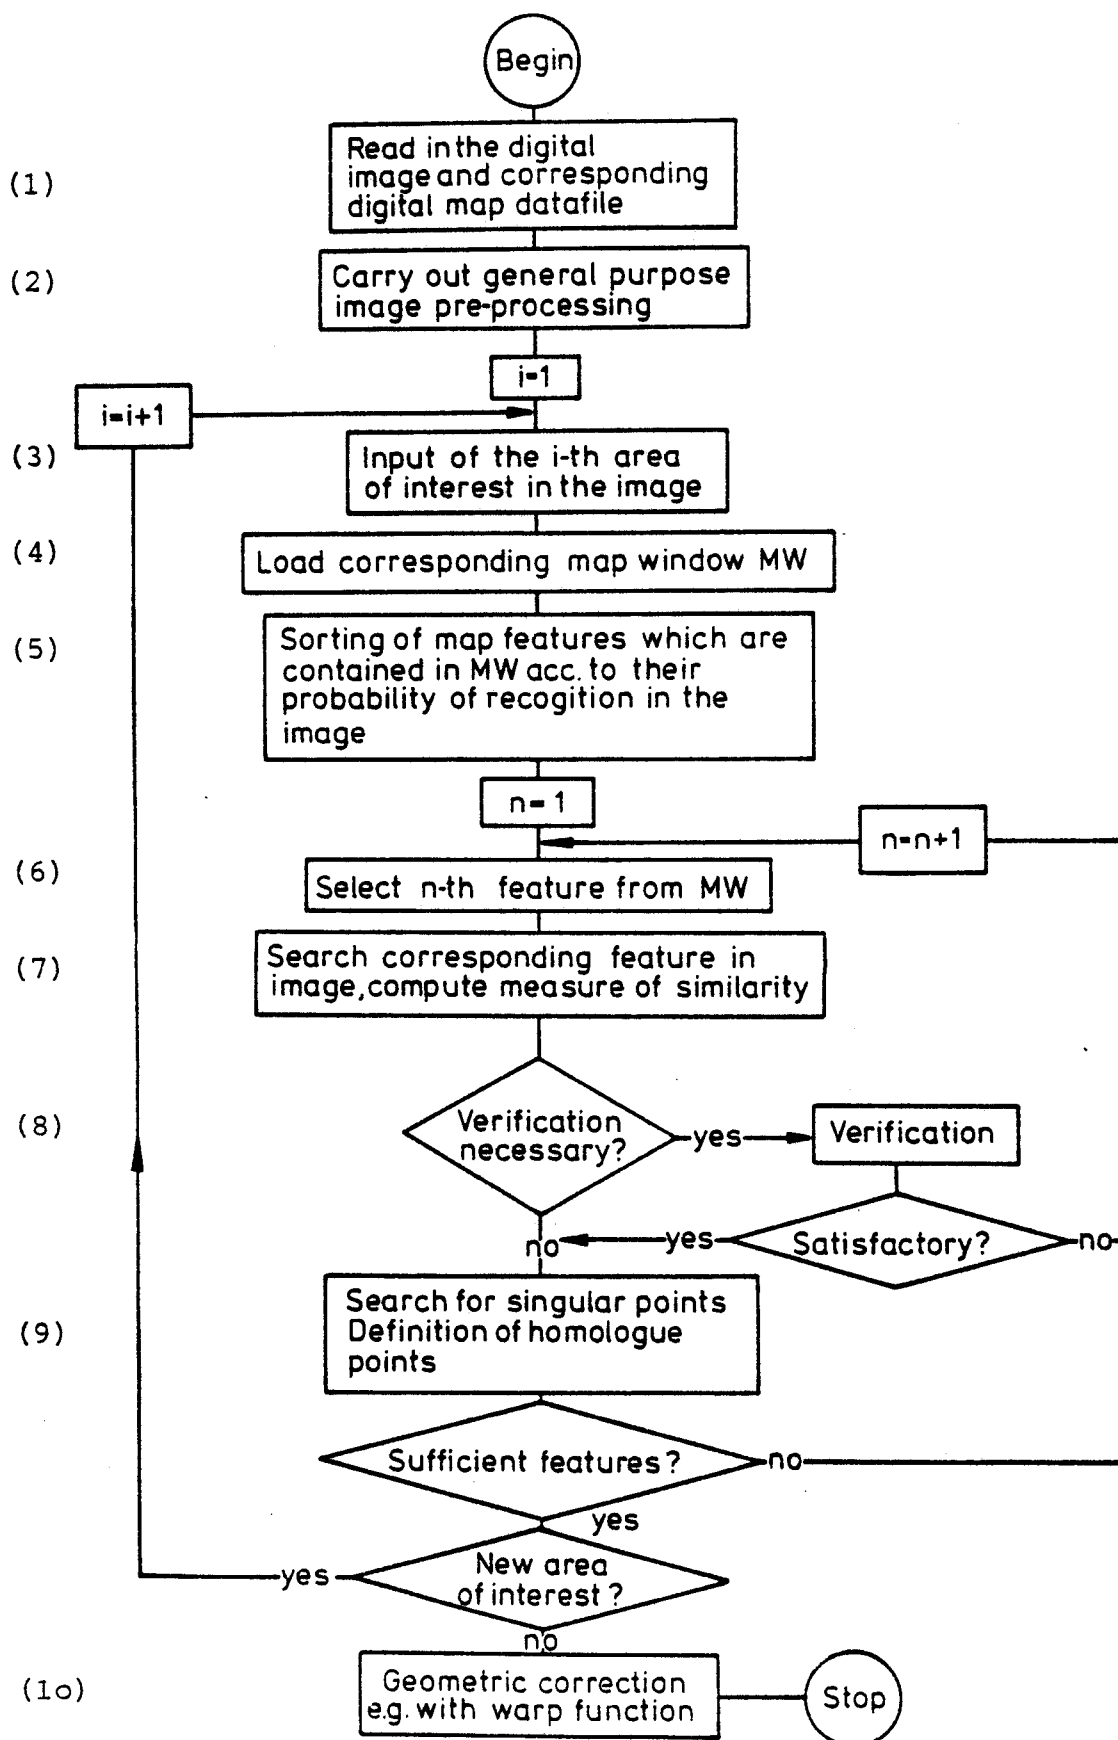 Begin
(1)
Read in the digital
image and corresponding
digital map datafile
(2)
Carry out general purpose
image pre-processing
i=1
i=i+1
(3)
Input of the i-th area
of interest in the image
(4)
Load corresponding map window MW
(5)
Sorting of map features which are
contained in MW acc. to their
probability of recogition in the
image
n=1
n=n+1
(6)
Select n-th feature from MW
(7)
Search corresponding feature in
image, compute measure of similarity
(8)
Verification
necessary?
yes
Verification
no
yes
Satisfactory?
no
(9)
Search for singular points
Definition of homologue
points
Sufficient features?
no
yes
yes
New area
of interest?
no
(1o)
Geometric correction
e.g. with warp function
Stop